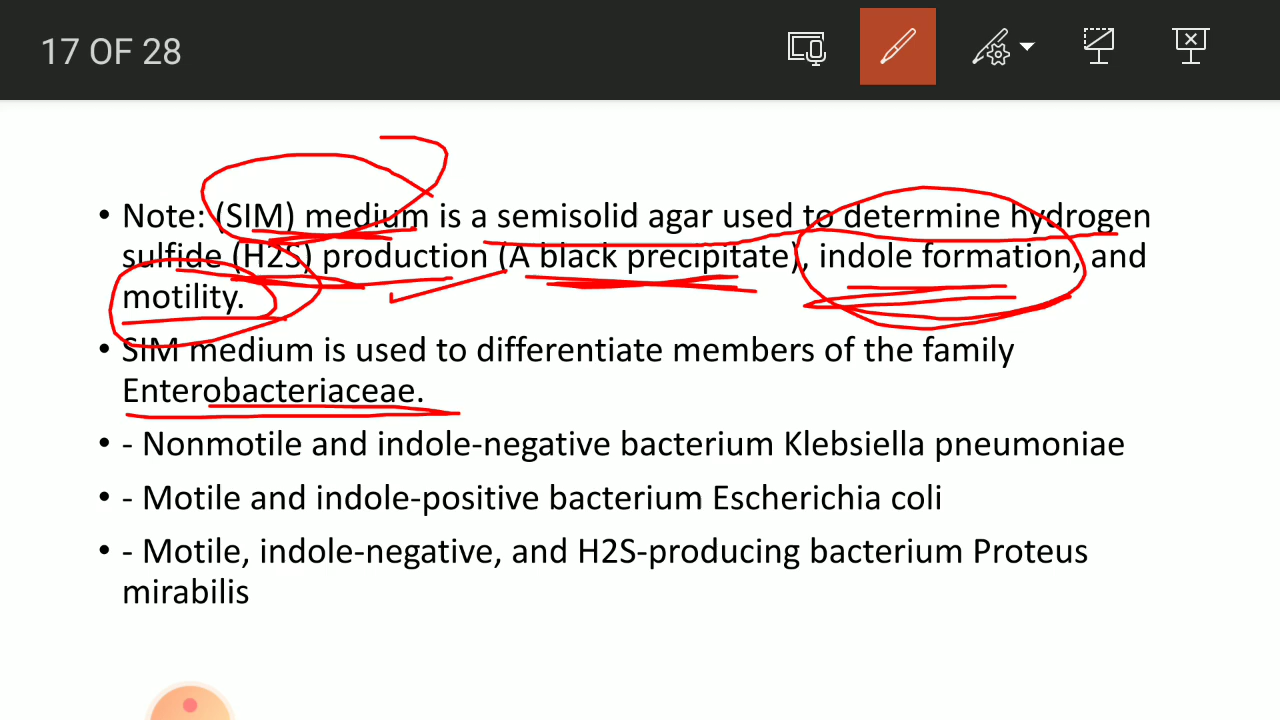 17 OF 28
• Note: (SIM) medium is a semisolid agar used to determine hydrogen
sulfide (H2S) production (A black precipitate), indole formation, and
motility.
• SIM medium is used to differentiate members of the family
Enterobacteriaceae.
• - Nonmotile and indole-negative bacterium Klebsiella pneumoniae
• - Motile and indole-positive bacterium Escherichia coli
• - Motile, indole-negative, and H2S-producing bacterium Proteus
mirabilis